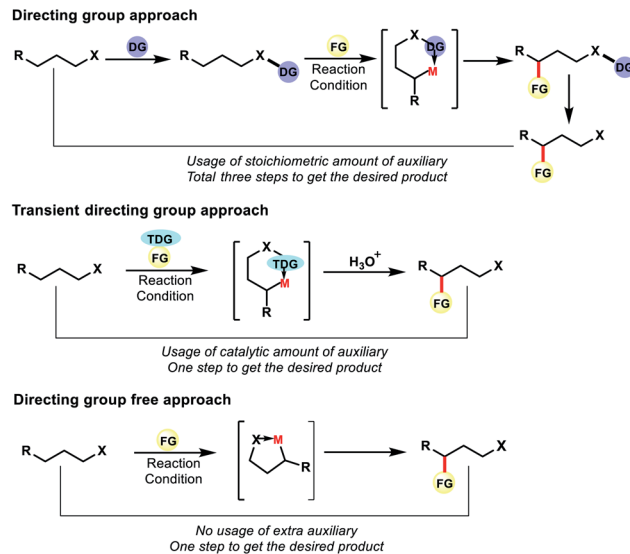 Directing group approach
R X DG X DG FG Reaction Condition X DG M R R X DG FG
R X FG
Usage of stoichiometric amount of auxiliary
Total three steps to get the desired product
Transient directing group approach
R X TDG FG Reaction Condition X TDG M R H3O+ R X FG
Usage of catalytic amount of auxiliary
One step to get the desired product
Directing group free approach
R X FG Reaction Condition X M R R X FG
No usage of extra auxiliary
One step to get the desired product